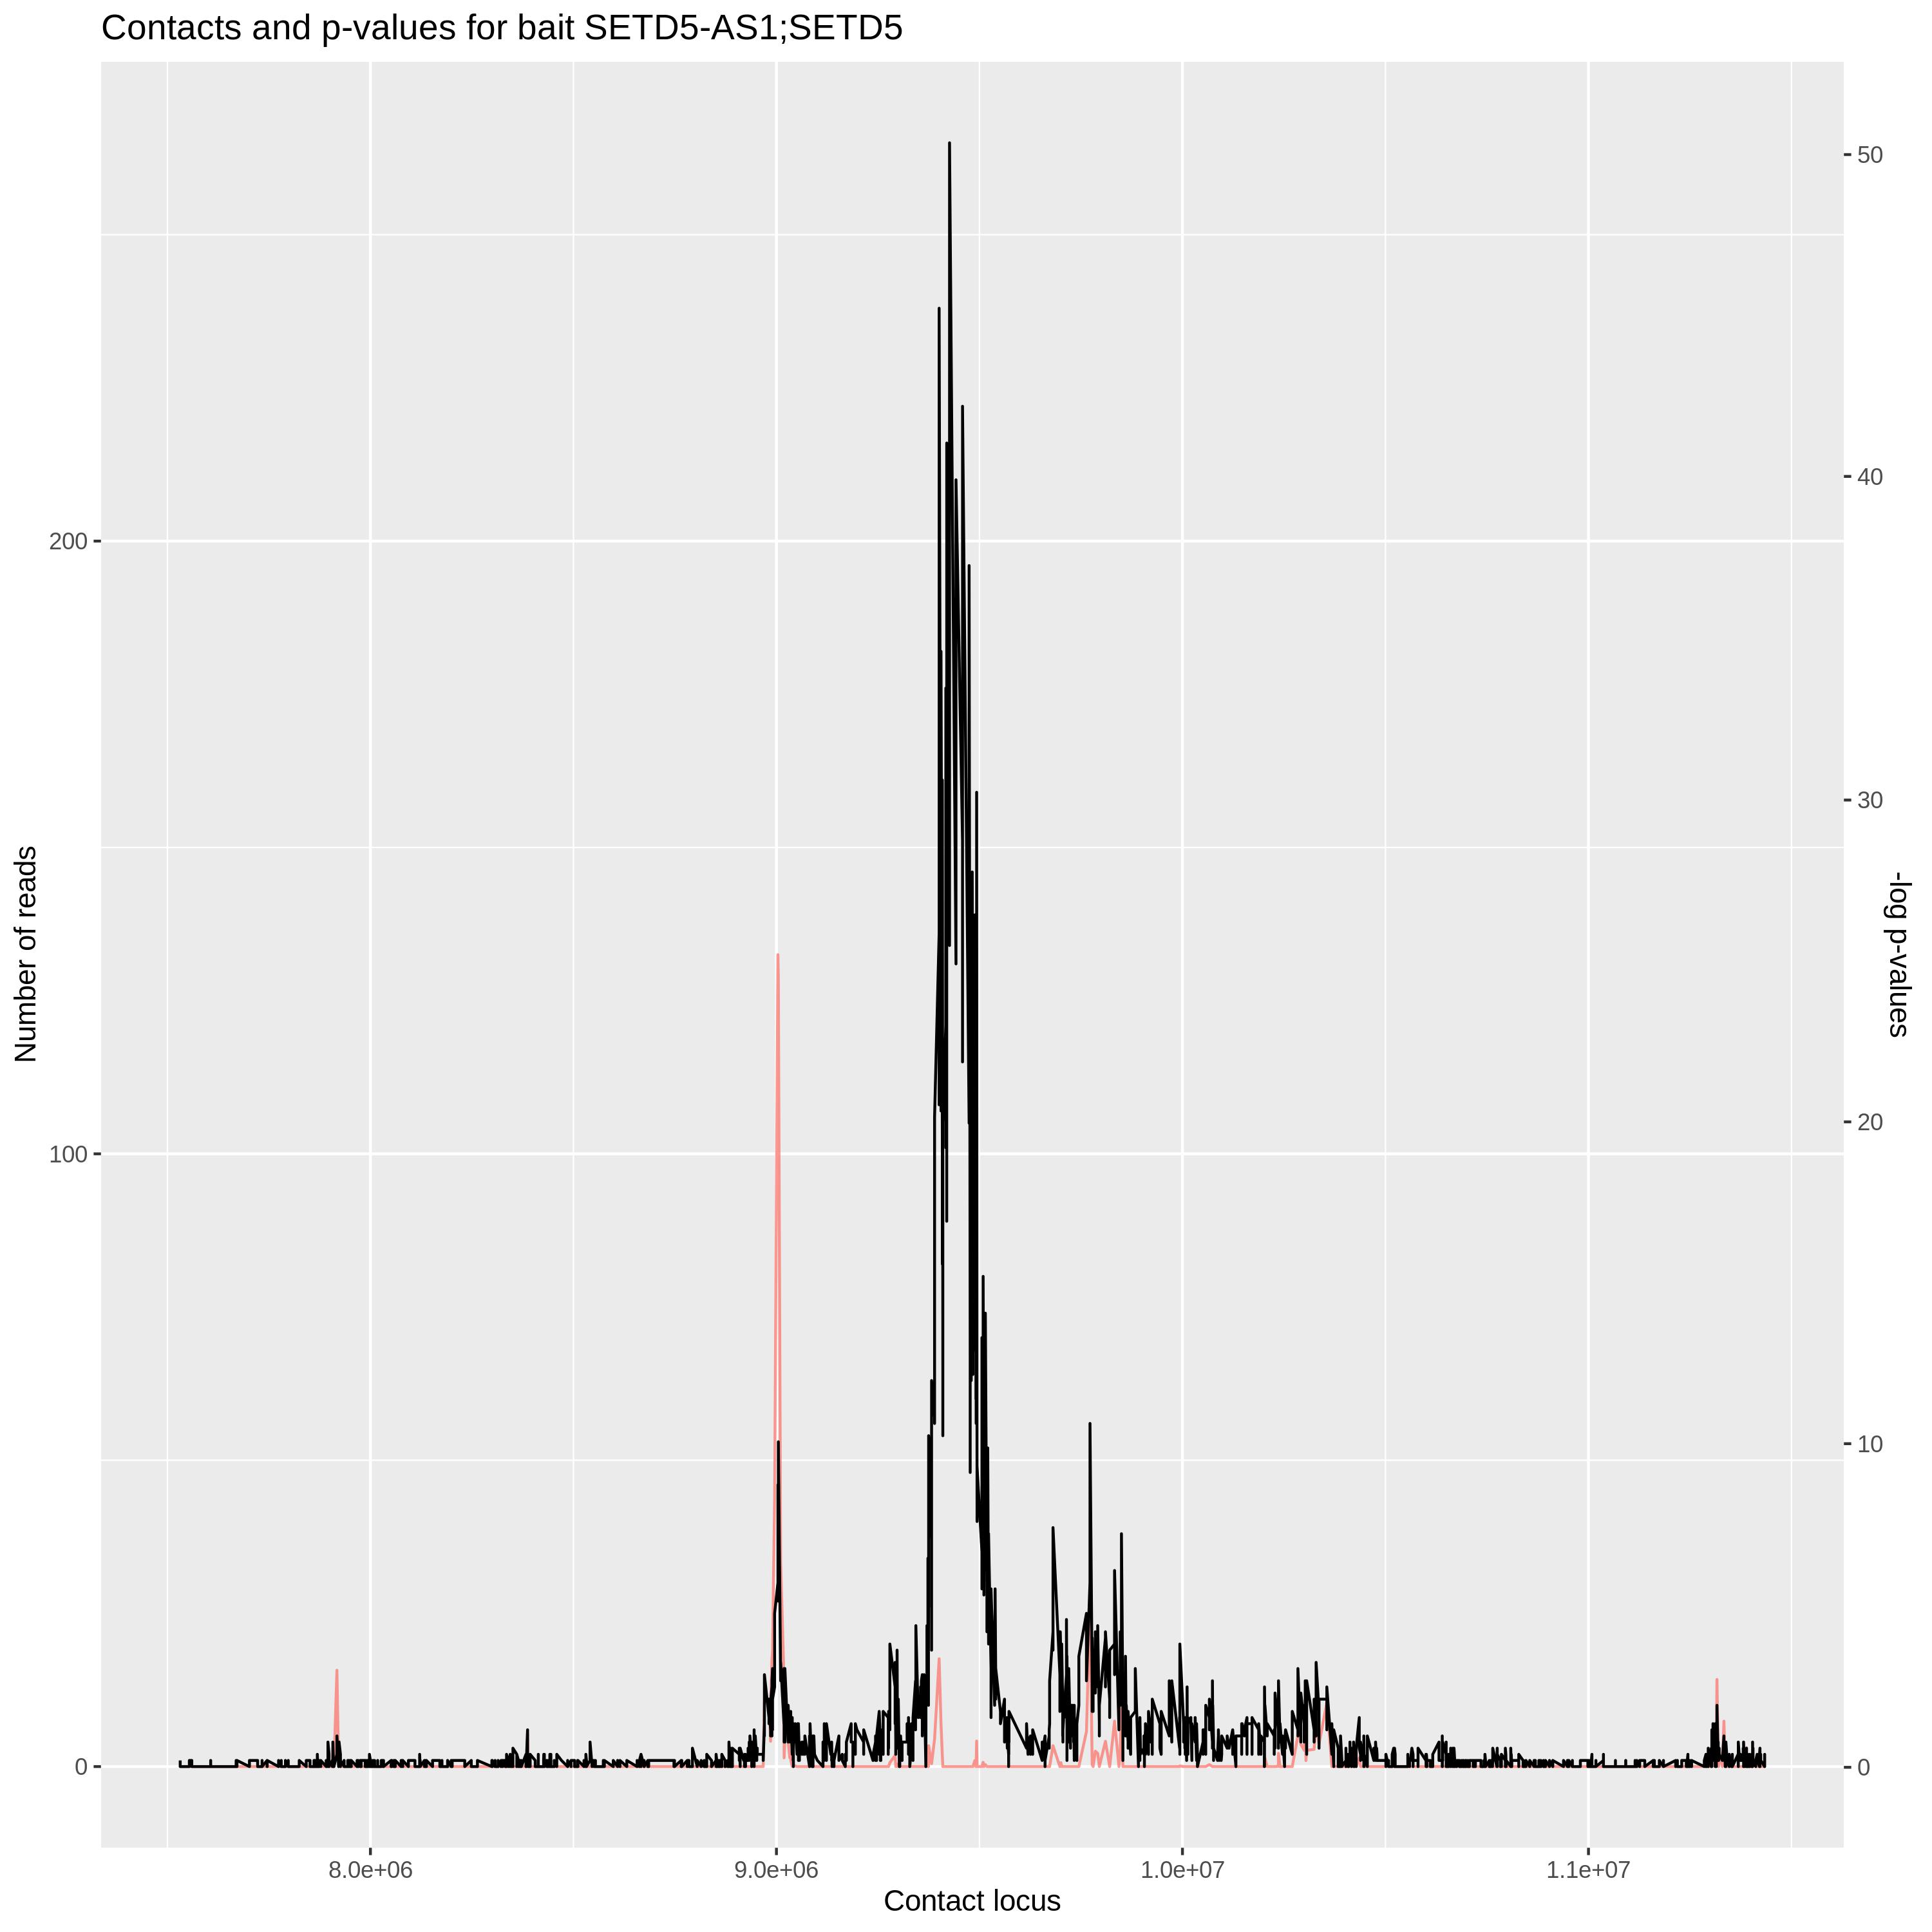 Contacts and p-values for bait SETD5-AS1;SETD5
Number of reads
200
100
0
50
40
30
20
10
0
-log p-values
8.0e+06
9.0e+06
1.0e+07
1.1e+07
Contact locus